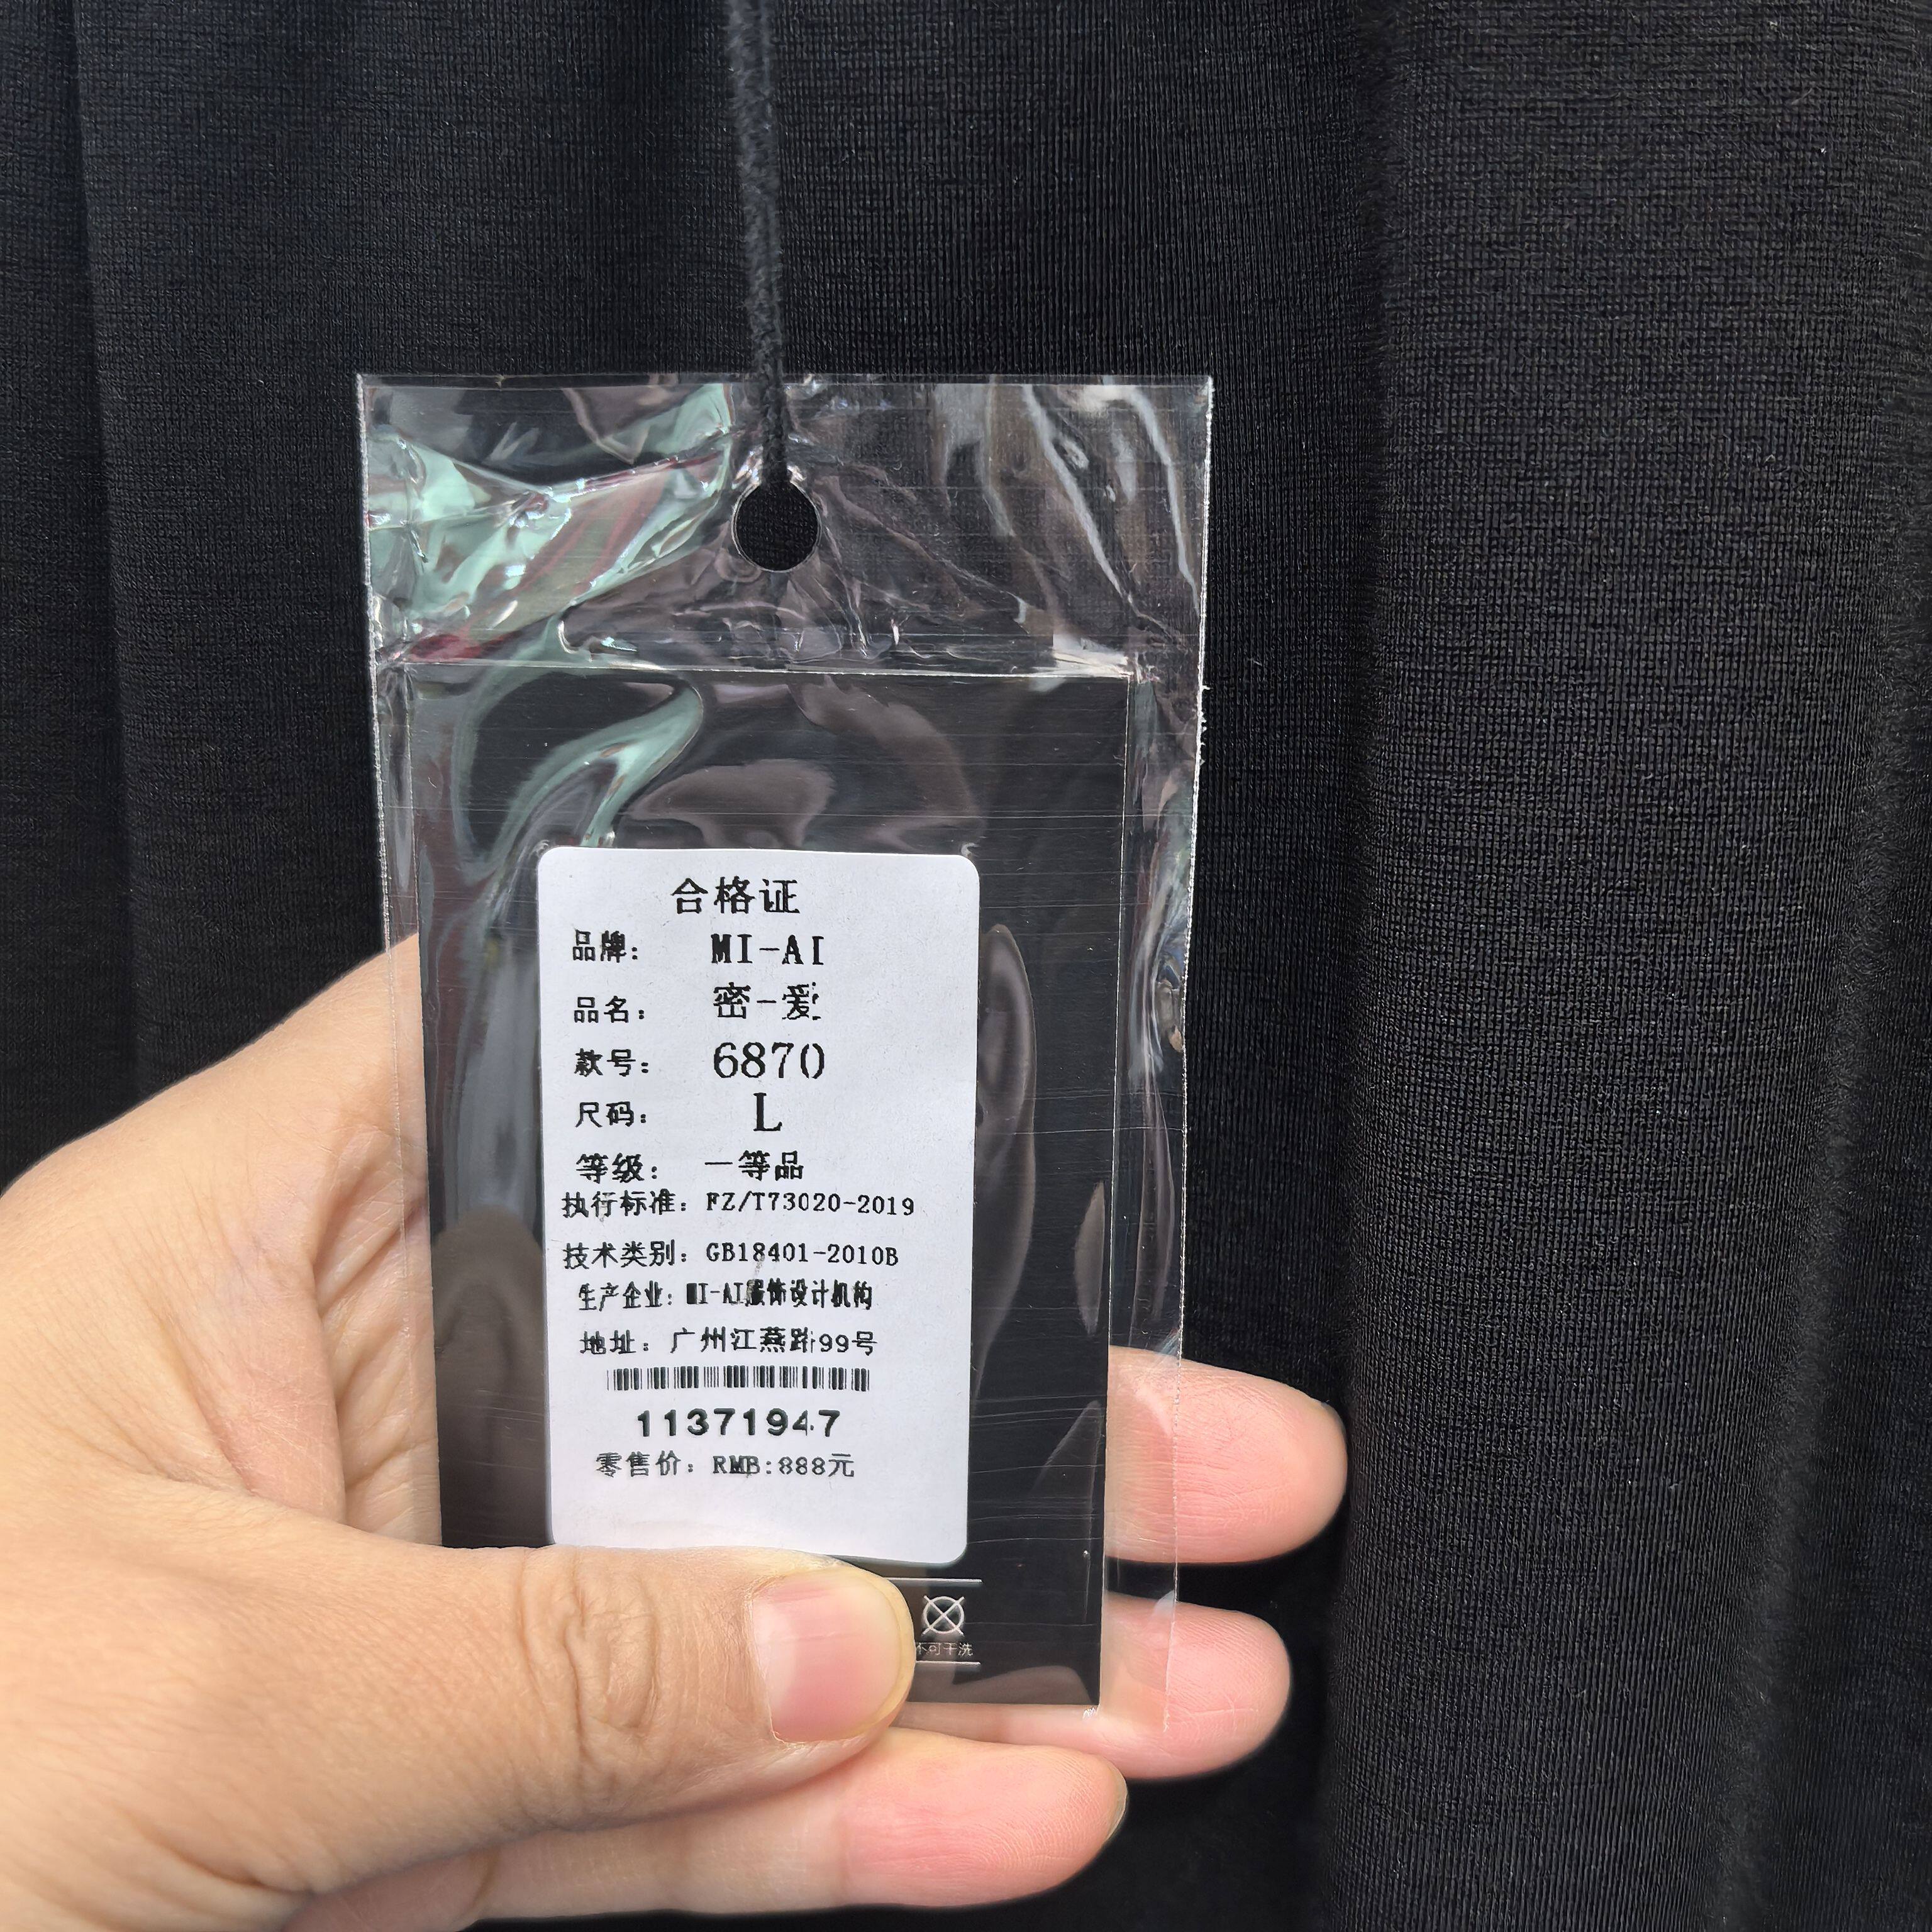 合格证
品牌： MI-AI
品名： 密-爱
款号： 6870
尺码： L
等级： 一等品
执行标准：FZ/T73020-2019
技术类别：GB18401-2010B
生产企业：MI-AI服饰设计机构
地址：广州江燕路99号
11371947
零售价：RMB:888元
不可干洗